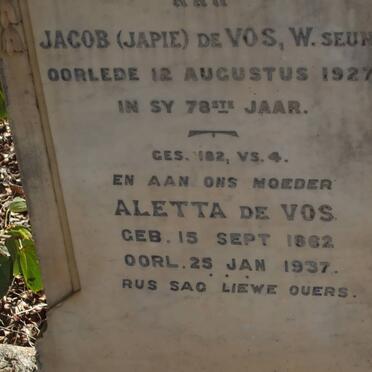 AAN
JACOB (JAPIE) DE VOS, W. SEUN
OORLEDE 12 AUGUSTUS 1927
IN SY 78STE JAAR.
GES. 182, VS. 4.
EN AAN ONS MOEDER
ALETTA DE VOS
GEB. 15 SEPT 1862
OORL. 25 JAN 1937.
RUS SAG LIEWE OUERS.